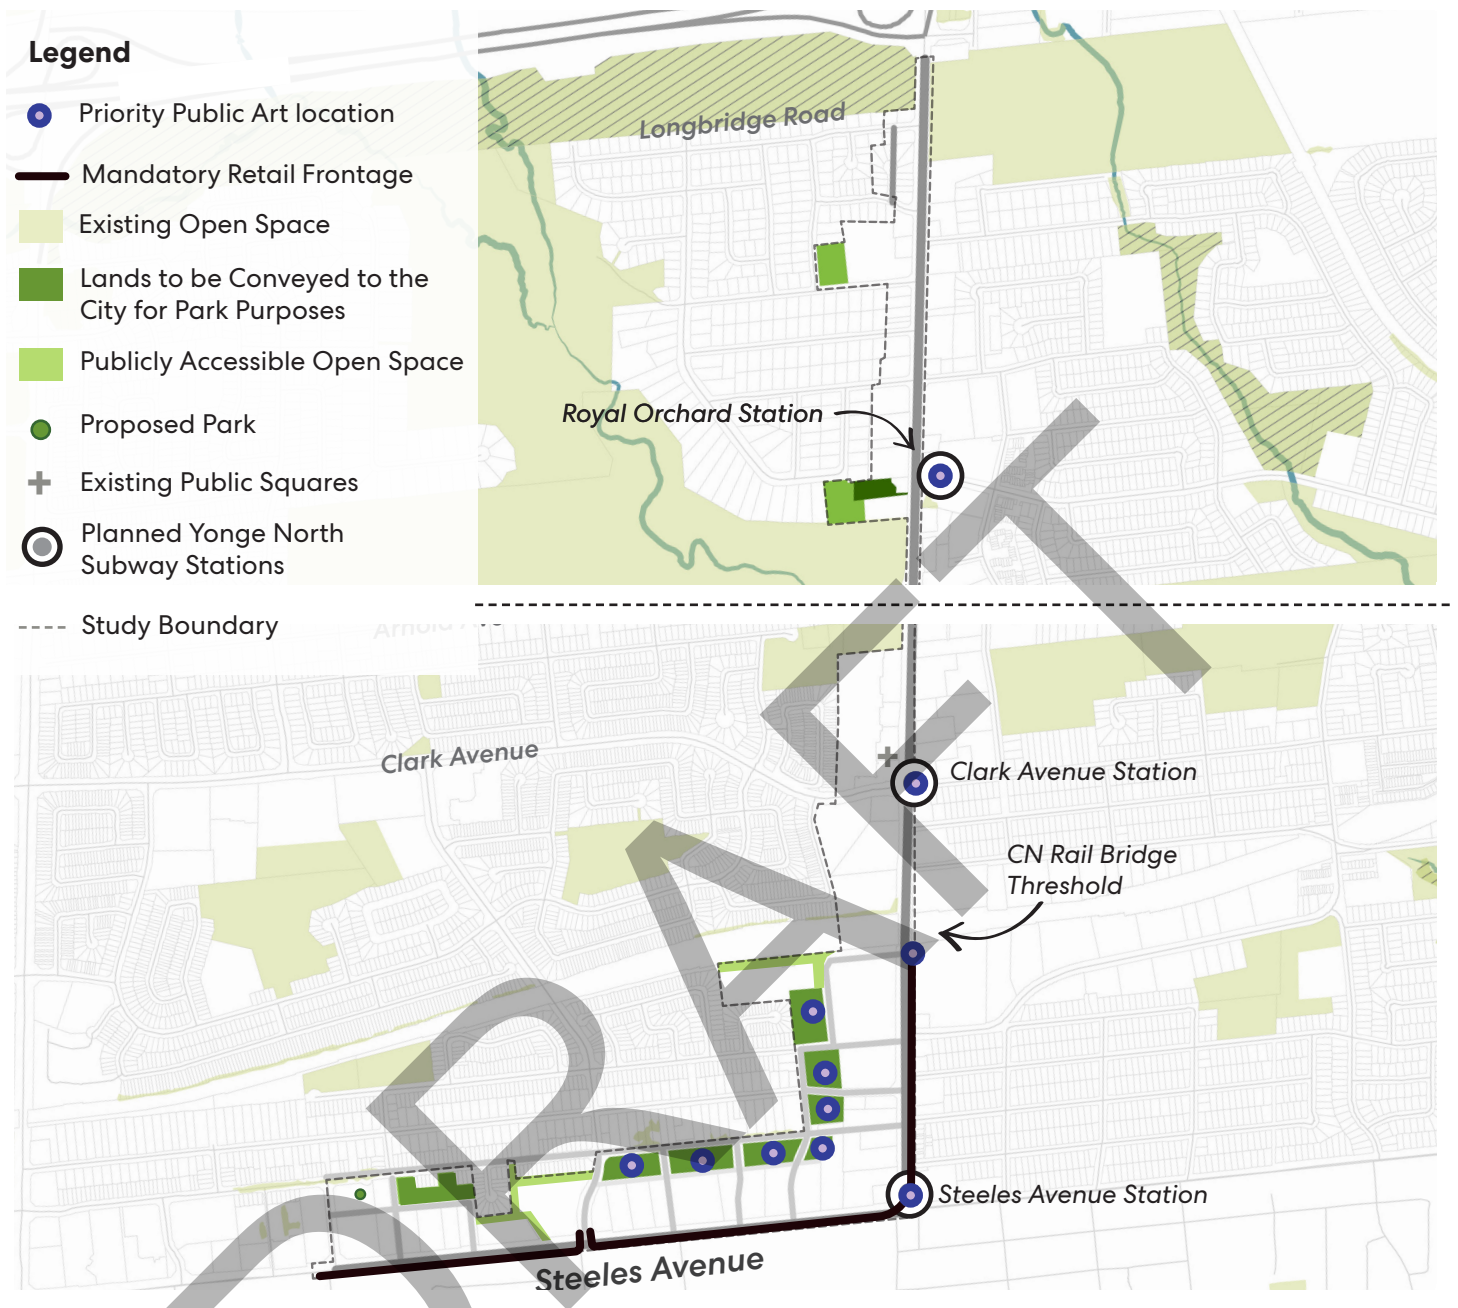 Legend
Priority Public Art location
Mandatory Retail Frontage
Existing Open Space
Lands to be Conveyed to the
City for Park Purposes
Publicly Accessible Open Space
Proposed Park
Existing Public Squares
Planned Yonge North
Subway Stations
Study Boundary
Longbridge Road
Royal Orchard Station
Clark Avenue
Clark Avenue Station
CN Rail Bridge
Threshold
Steeles Avenue Station
Steeles Avenue
DRAFT